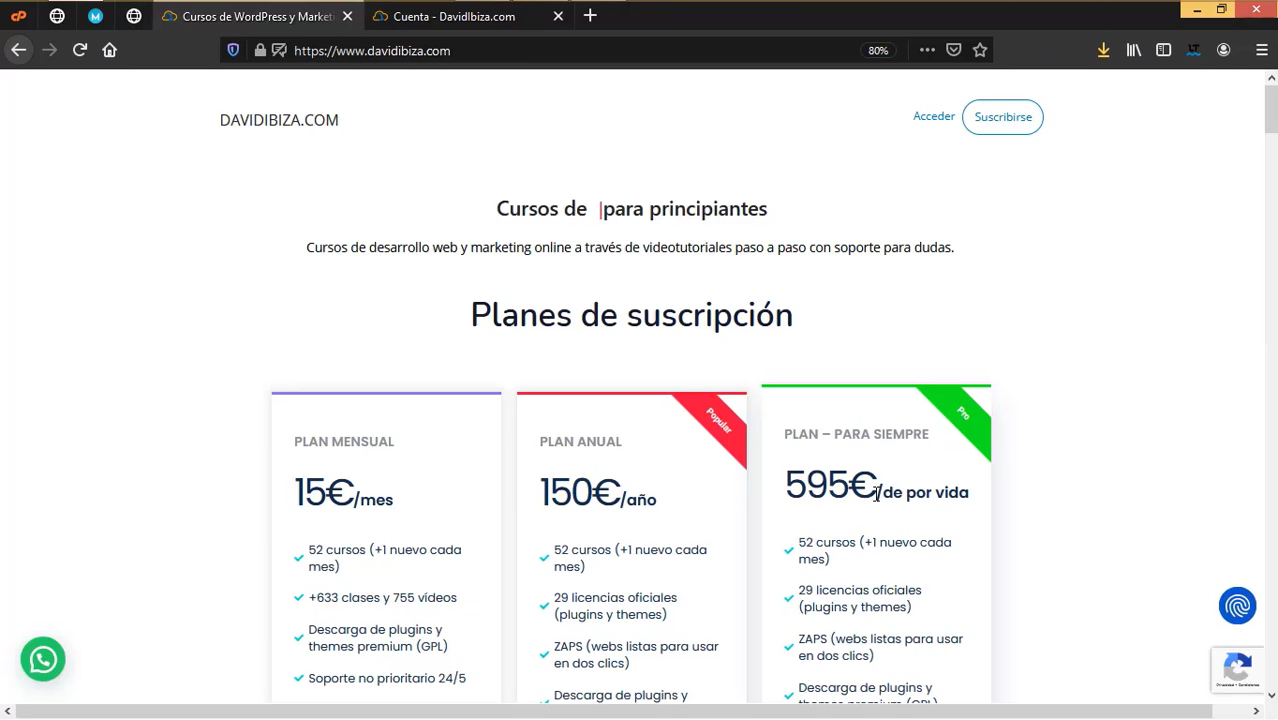 Cursos de WordPress y Market
Cuenta - DavidIbiza.com
https://www.davidibiza.com
80%
DAVIDIBIZA.COM
Acceder
Suscribirse
Cursos de |para principiantes
Cursos de desarrollo web y marketing online a través de videotutoriales paso a paso con soporte para dudas.
Planes de suscripción
PLAN MENSUAL
15€/mes
52 cursos (+1 nuevo cada
mes)
+633 clases y 755 vídeos
Descarga de plugins y
themes premium (GPL)
Soporte no prioritario 24/5
Popular
PLAN ANUAL
150€/año
52 cursos (+1 nuevo cada
mes)
29 licencias oficiales
(plugins y themes)
ZAPS (webs listas para usar
en dos clics)
Descarga de plugins y
Pro
PLAN – PARA SIEMPRE
595€/de por vida
52 cursos (+1 nuevo cada
mes)
29 licencias oficiales
(plugins y themes)
ZAPS (webs listas para usar
en dos clics)
Descarga de plugins y
themes premium (GPL)